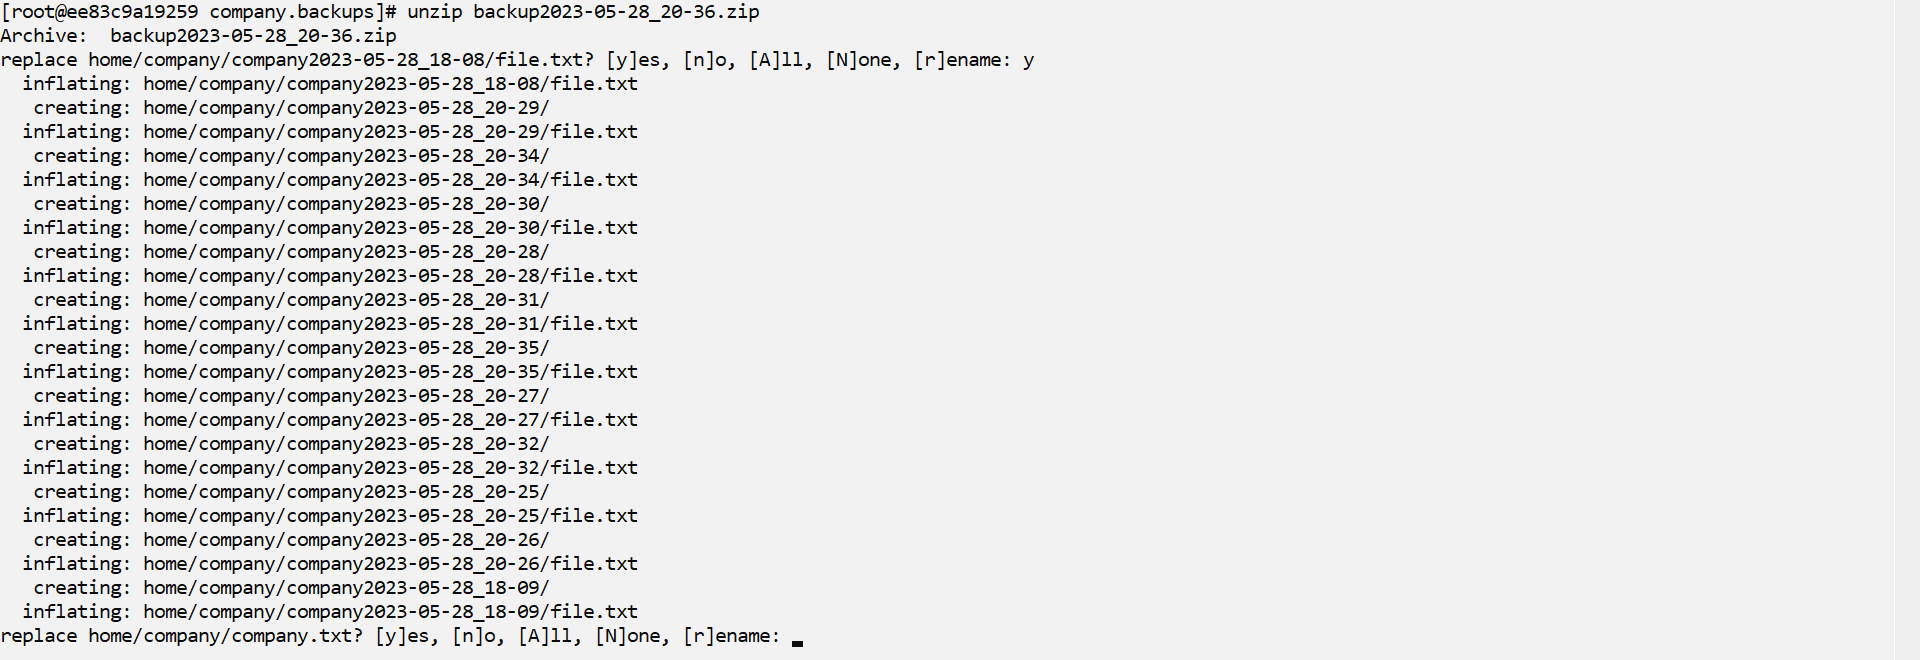 [root@ee83c9a19259 company.backups]# unzip backup2023-05-28_20-36.zip
Archive:  backup2023-05-28_20-36.zip
replace home/company/company2023-05-28_18-08/file.txt? [y]es, [n]o, [A]ll, [N]one, [r]ename: y
  inflating: home/company/company2023-05-28_18-08/file.txt
   creating: home/company/company2023-05-28_20-29/
  inflating: home/company/company2023-05-28_20-29/file.txt
   creating: home/company/company2023-05-28_20-34/
  inflating: home/company/company2023-05-28_20-34/file.txt
   creating: home/company/company2023-05-28_20-30/
  inflating: home/company/company2023-05-28_20-30/file.txt
   creating: home/company/company2023-05-28_20-28/
  inflating: home/company/company2023-05-28_20-28/file.txt
   creating: home/company/company2023-05-28_20-31/
  inflating: home/company/company2023-05-28_20-31/file.txt
   creating: home/company/company2023-05-28_20-35/
  inflating: home/company/company2023-05-28_20-35/file.txt
   creating: home/company/company2023-05-28_20-27/
  inflating: home/company/company2023-05-28_20-27/file.txt
   creating: home/company/company2023-05-28_20-32/
  inflating: home/company/company2023-05-28_20-32/file.txt
   creating: home/company/company2023-05-28_20-25/
  inflating: home/company/company2023-05-28_20-25/file.txt
   creating: home/company/company2023-05-28_20-26/
  inflating: home/company/company2023-05-28_20-26/file.txt
   creating: home/company/company2023-05-28_18-09/
  inflating: home/company/company2023-05-28_18-09/file.txt
replace home/company/company.txt? [y]es, [n]o, [A]ll, [N]one, [r]ename: